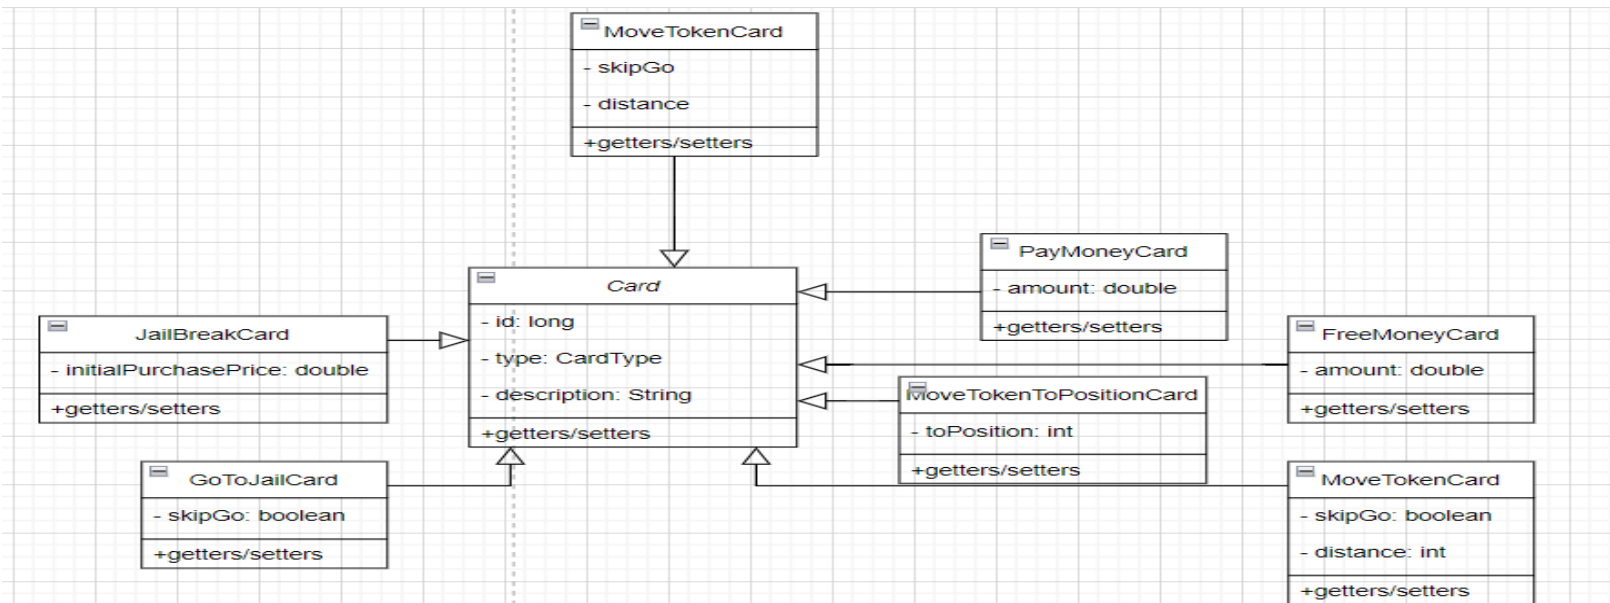 MoveTokenCard
- skipGo
- distance
+getters/setters
PayMoneyCard
- amount: double
+getters/setters
Card
- id: long
- type: CardType
- description: String
+getters/setters
JailBreakCard
- initialPurchasePrice: double
+getters/setters
FreeMoneyCard
- amount: double
+getters/setters
MoveTokenToPositionCard
- toPosition: int
+getters/setters
GoToJailCard
- skipGo: boolean
+getters/setters
MoveTokenCard
- skipGo: boolean
- distance: int
+getters/setters